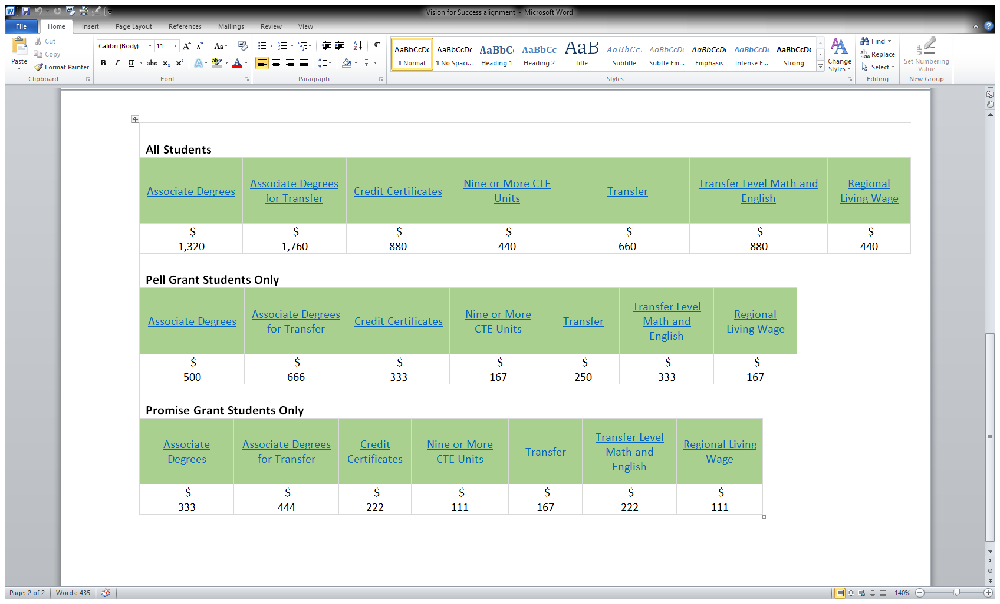 Vision for Success alignment - Microsoft Word
File Home Insert Page Layout References Mailings Review View
Paste
Cut
Copy
Format Painter
Clipboard
Calibri (Body) 11
Font
Paragraph
AaBbCcDc AaBbCcDc AaBbC AaBbCc AaB AaBbCc. AaBbCcDc AaBbCcDc AaBbCcDc AaBbCcDc
¶ Normal ¶ No Spaci... Heading 1 Heading 2 Title Subtitle Subtle Em... Emphasis Intense E... Strong
Styles
Change
Styles
Find
Replace
Select
Editing
Set Numbering
Value
New Group
All Students
Associate Degrees
Associate Degrees
for Transfer
Credit Certificates
Nine or More CTE
Units
Transfer
Transfer Level Math and
English
Regional
Living Wage
$ $ $ $ $ $ $
1,320 1,760 880 440 660 880 440
Pell Grant Students Only
Associate Degrees
Associate Degrees
for Transfer
Credit Certificates
Nine or More
CTE Units
Transfer
Transfer Level
Math and
English
Regional
Living Wage
$ $ $ $ $ $ $
500 666 333 167 250 333 167
Promise Grant Students Only
Associate
Degrees
Associate Degrees
for Transfer
Credit
Certificates
Nine or More
CTE Units
Transfer
Transfer Level
Math and
English
Regional Living
Wage
$ $ $ $ $ $ $
333 444 222 111 167 222 111
Page: 2 of 2 Words: 435 140%